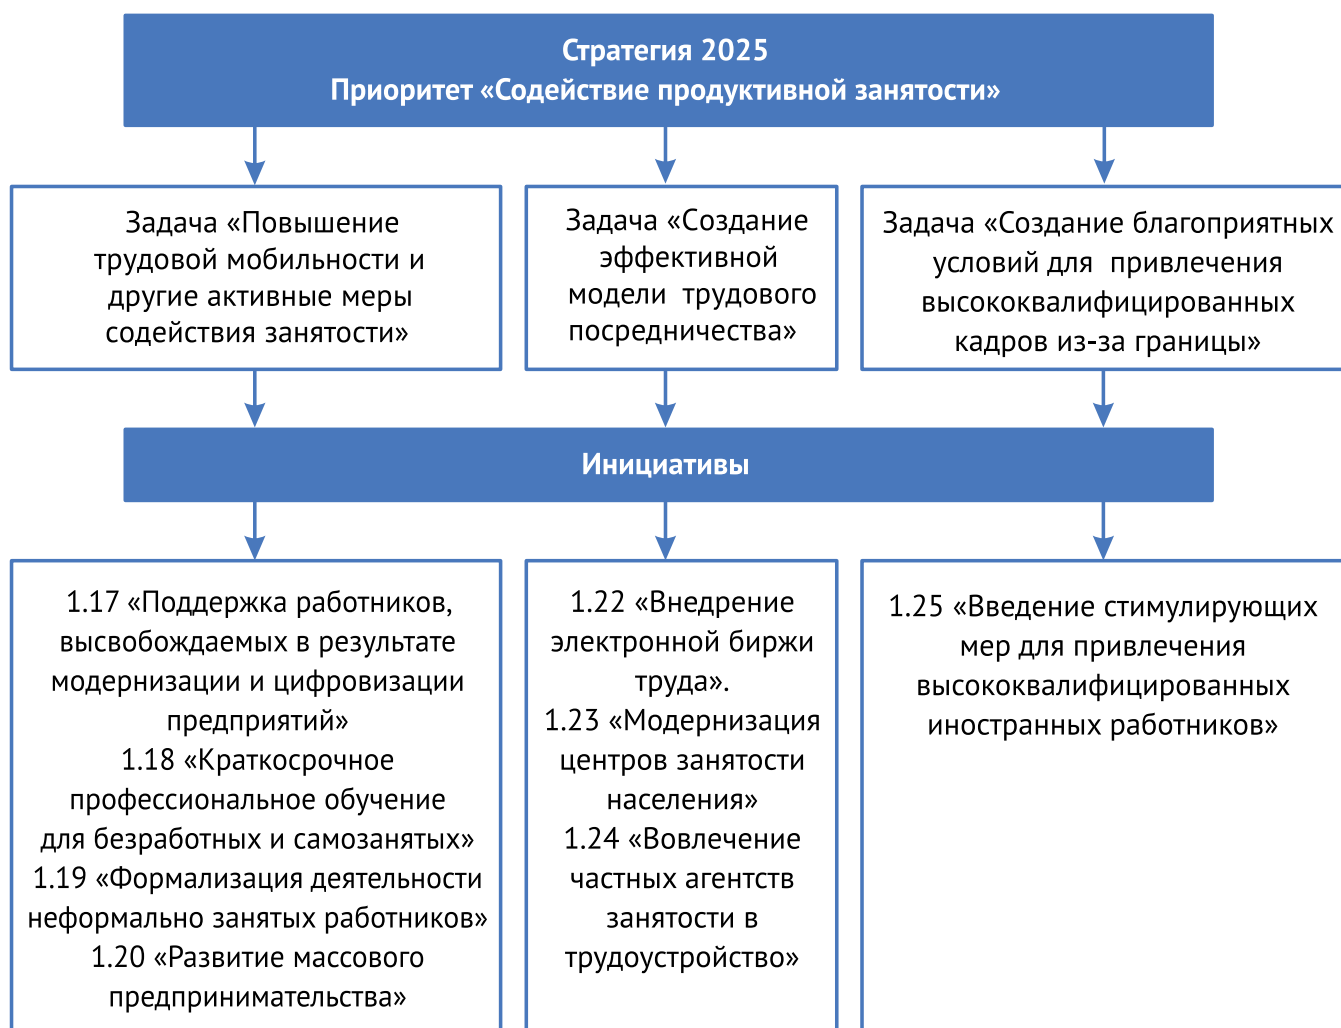 Стратегия 2025
Приоритет «Содействие продуктивной занятости»
Задача «Повышение
трудовой мобильности и
другие активные меры
содействия занятости»
Задача «Создание
эффективной
модели трудового
посредничества»
Задача «Создание благоприятных
условий для привлечения
высококвалифицированных
кадров из-за границы»
Инициативы
1.17 «Поддержка работников,
высвобождаемых в результате
модернизации и цифровизации
предприятий»
1.18 «Краткосрочное
профессиональное обучение
для безработных и самозанятых»
1.19 «Формализация деятельности
неформально занятых работников»
1.20 «Развитие массового
предпринимательства»
1.22 «Внедрение
электронной биржи
труда».
1.23 «Модернизация
центров занятости
населения»
1.24 «Вовлечение
частных агентств
занятости в
трудоустройство»
1.25 «Введение стимулирующих
мер для привлечения
высококвалифицированных
иностранных работников»